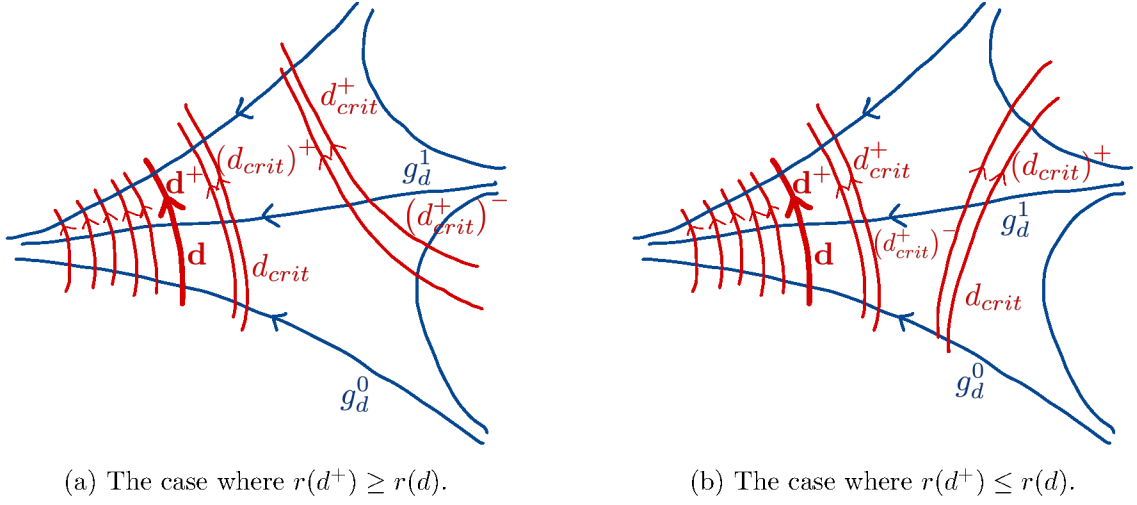 d_{crit}^+
(d_{crit})^+
d^+
g_d^1
(d_{crit}^+)^-
d
d_{crit}
g_d^0
(a) The case where r(d^+) ≥ r(d).
d_{crit}^+
(d_{crit})^+
d^+
g_d^1
(d_{crit}^+)^-
d
d_{crit}
g_d^0
(b) The case where r(d^+) ≤ r(d).